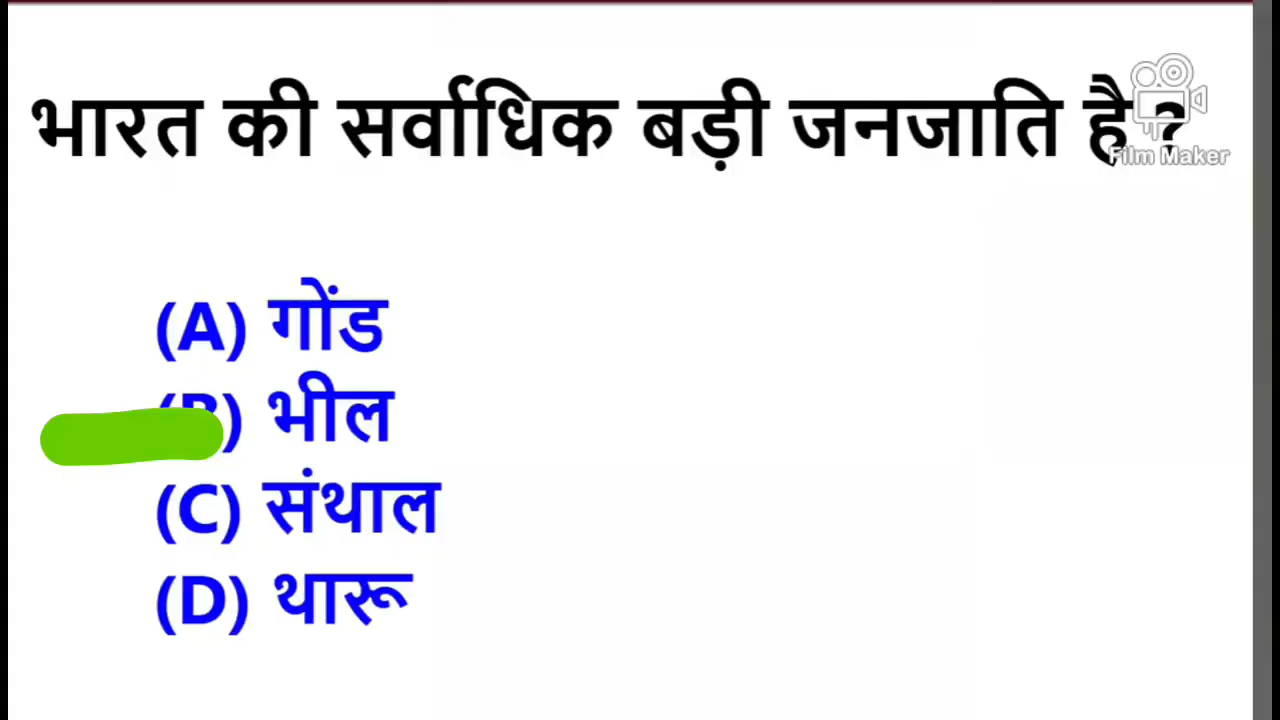 भारत की सर्वाधिक बड़ी जनजाति है ?
Film Maker
(A) गोंड
(B) भील
(C) संथाल
(D) थारू